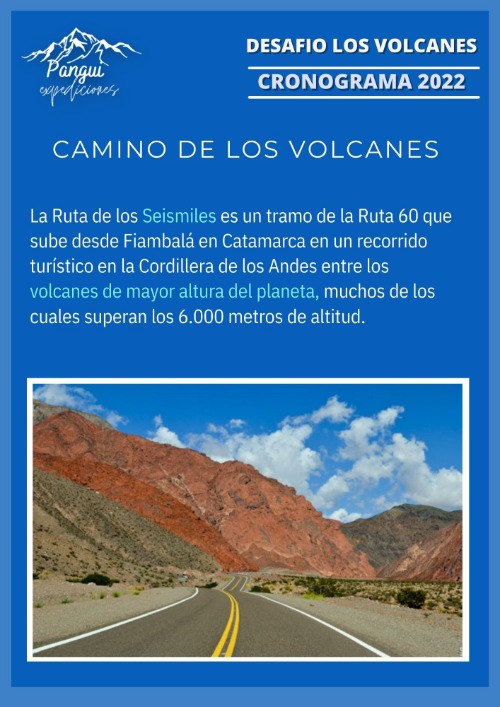 Pangui
expediciones
DESAFIO LOS VOLCANES
CRONOGRAMA 2022
CAMINO DE LOS VOLCANES
La Ruta de los Seismiles es un tramo de la Ruta 60 que
sube desde Fiambalá en Catamarca en un recorrido
turístico en la Cordillera de los Andes entre los
volcanes de mayor altura del planeta, muchos de los
cuales superan los 6.000 metros de altitud.